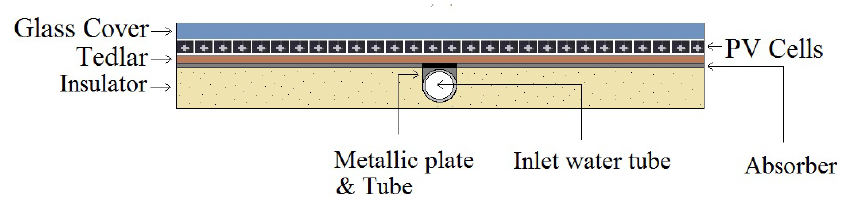 Glass Cover
PV Cells
Tedlar
Insulator
Metallic plate
& Tube
Inlet water tube
Absorber